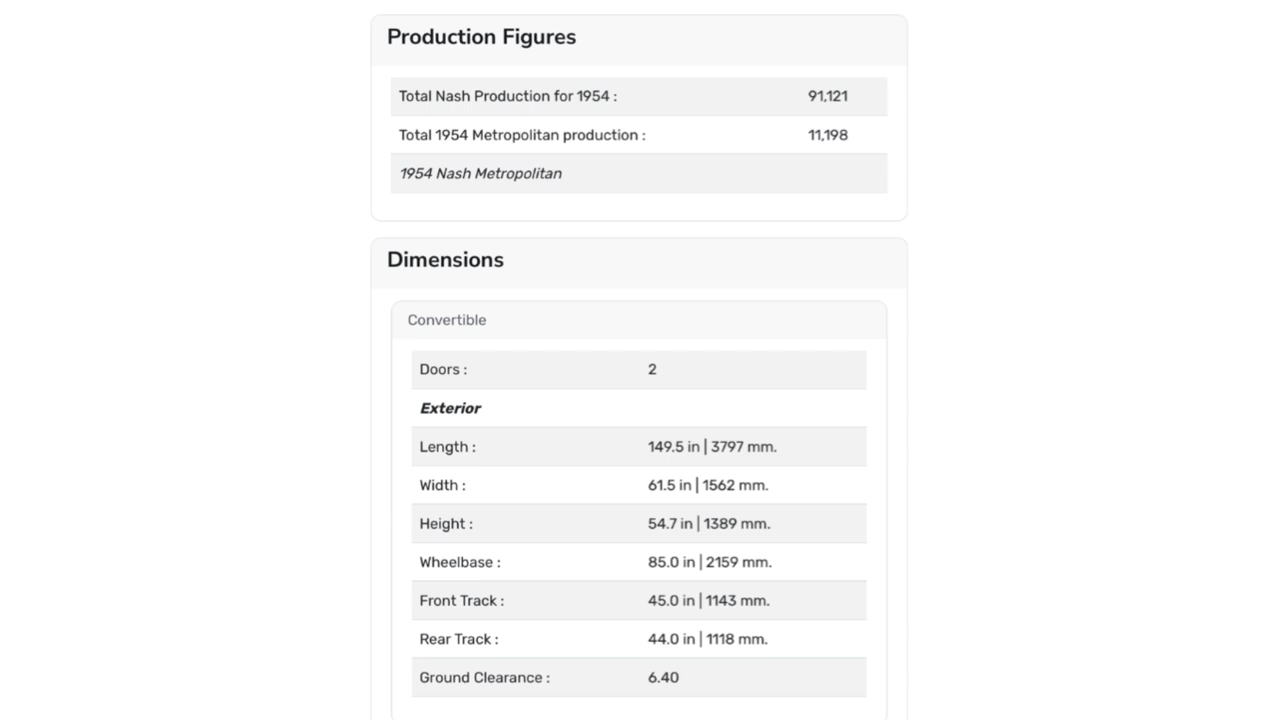 Production Figures
Total Nash Production for 1954 : 91,121
Total 1954 Metropolitan production : 11,198
1954 Nash Metropolitan
Dimensions
Convertible
Doors : 2
Exterior
Length : 149.5 in | 3797 mm.
Width : 61.5 in | 1562 mm.
Height : 54.7 in | 1389 mm.
Wheelbase : 85.0 in | 2159 mm.
Front Track : 45.0 in | 1143 mm.
Rear Track : 44.0 in | 1118 mm.
Ground Clearance : 6.40